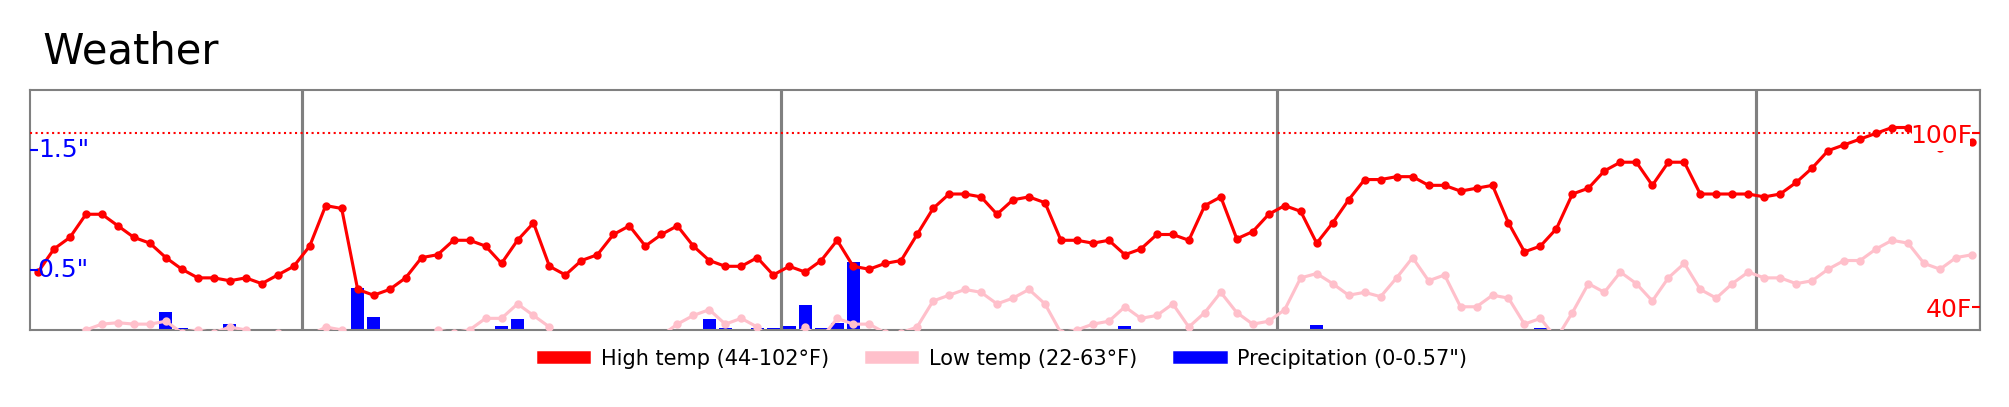 Weather
1.5"
0.5"
100F
40F
High temp (44-102°F)
Low temp (22-63°F)
Precipitation (0-0.57")